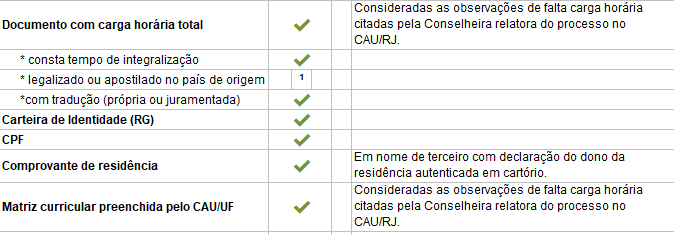 Documento com carga horária total
Consideradas as observações de falta carga horária
citadas pela Conselheira relatora do processo no
CAU/RJ.
* consta tempo de integralização
* legalizado ou apostilado no país de origem
1
*com tradução (própria ou juramentada)
Carteira de Identidade (RG)
CPF
Comprovante de residência
Em nome de terceiro com declaração do dono da
residência autenticada em cartório.
Matriz curricular preenchida pelo CAU/UF
Consideradas as observações de falta carga horária
citadas pela Conselheira relatora do processo no
CAU/RJ.